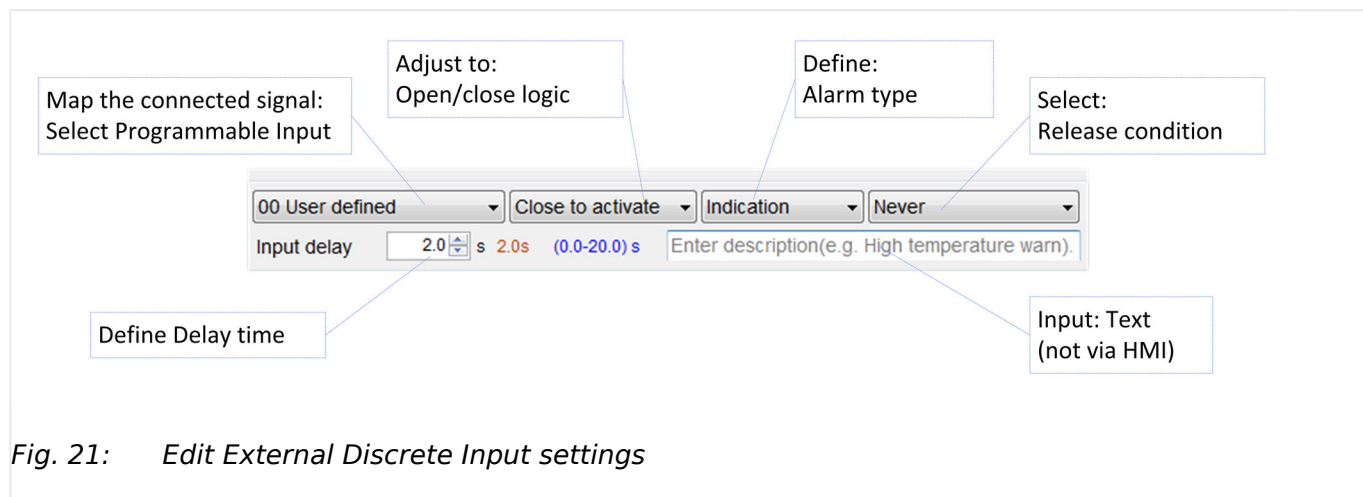 Adjust to:
Open/close logic
Define:
Alarm type
Map the connected signal:
Select Programmable Input
Select:
Release condition
00 User defined
Close to activate
Indication
Never
Input delay
2.0
s
2.0s
(0.0-20.0) s
Enter description(e.g. High temperature warn).
Define Delay time
Input: Text
(not via HMI)
Fig. 21: Edit External Discrete Input settings